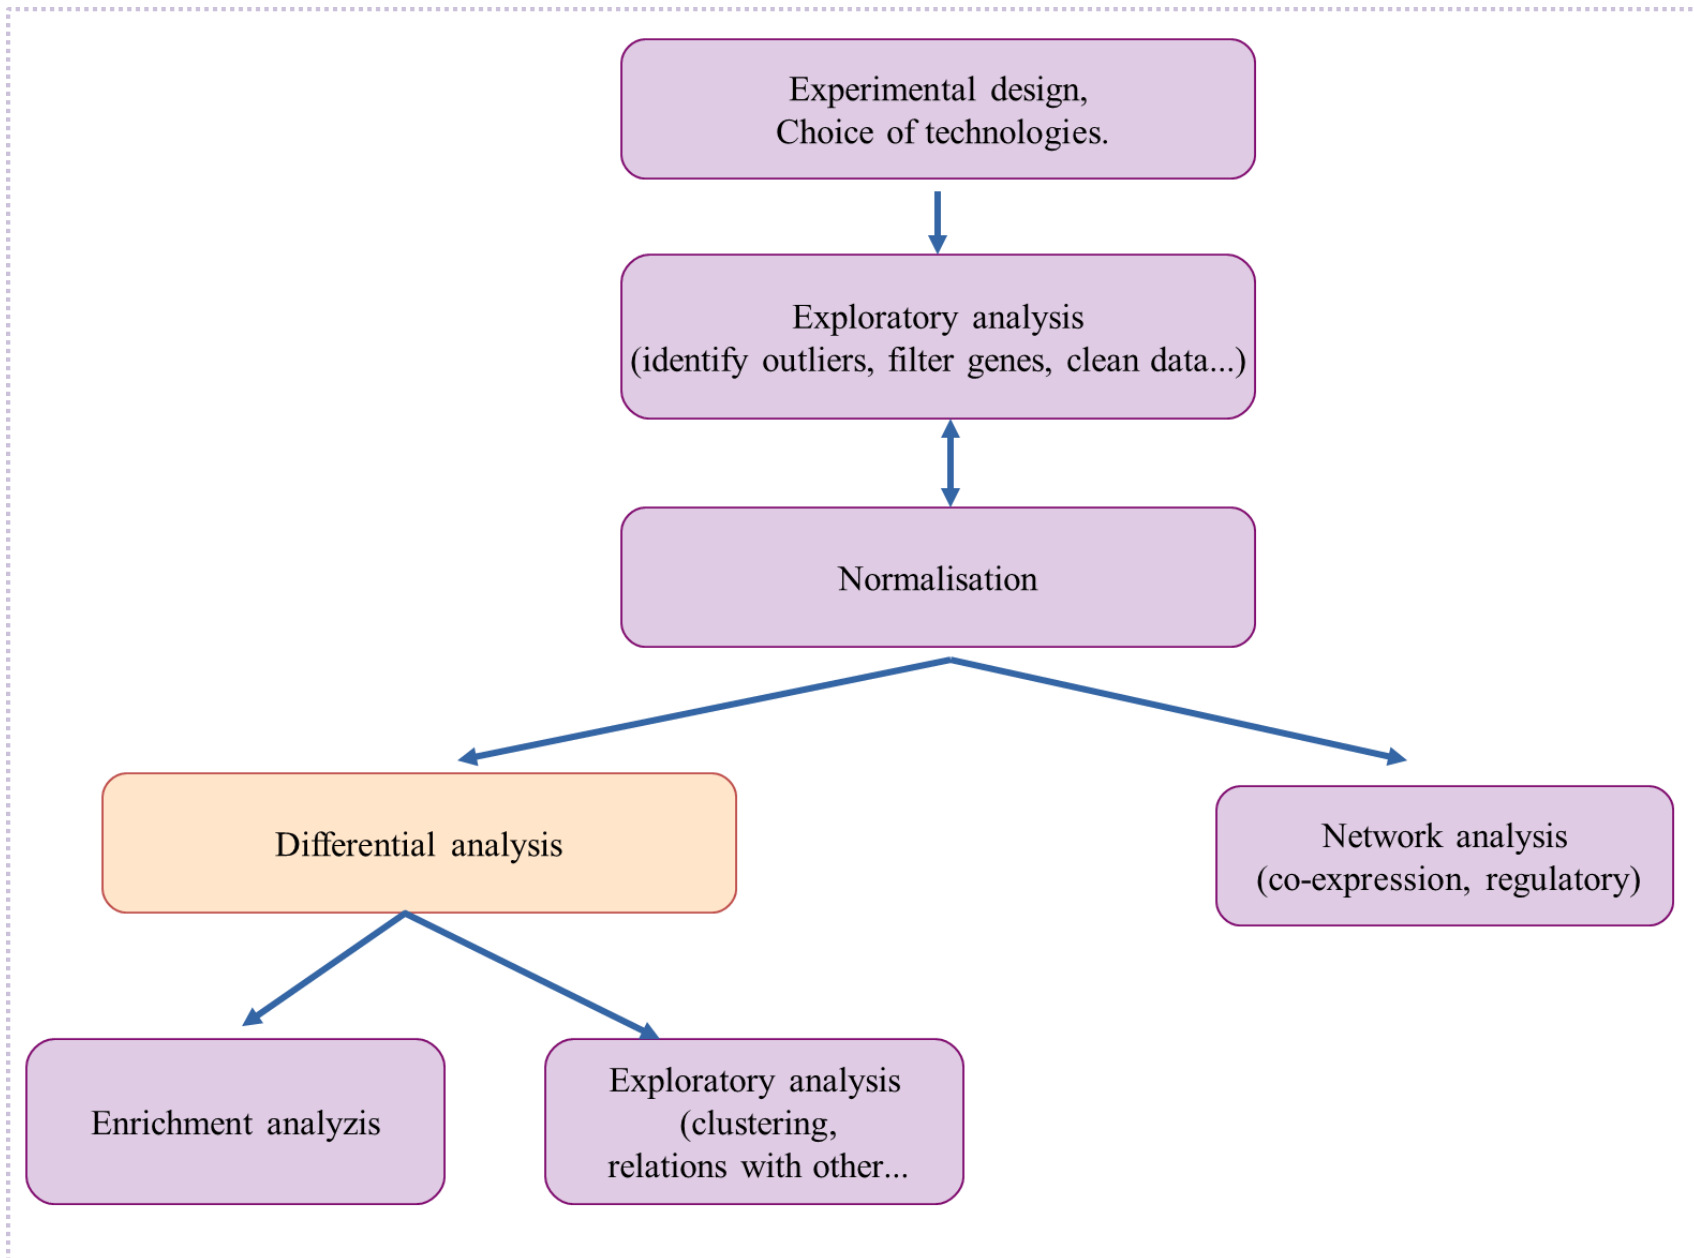 Experimental design,
Choice of technologies.
Exploratory analysis
(identify outliers, filter genes, clean data...)
Normalisation
Differential analysis
Network analysis
(co-expression, regulatory)
Enrichment analyzis
Exploratory analysis
(clustering,
relations with other...